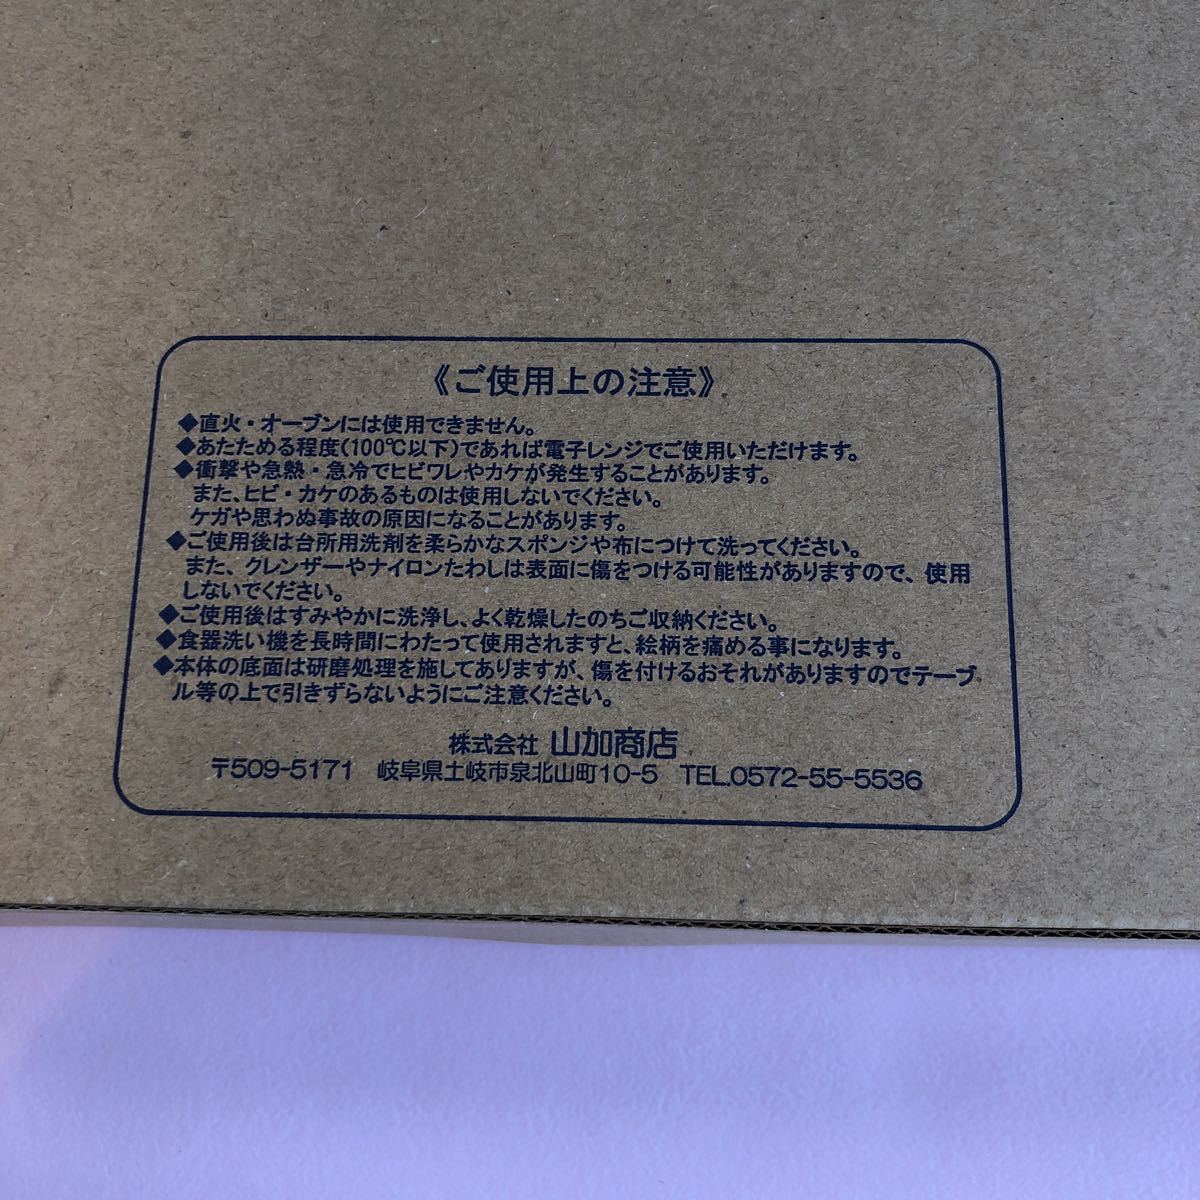 《ご使用上の注意》
◆直火・オーブンには使用できません。
◆あたためる程度(100℃以下)であれば電子レンジでご使用いただけます。
◆衝撃や急熱・急冷でヒビワレやカケが発生することがあります。
また、ヒビ・カケのあるものは使用しないでください。
ケガや思わぬ事故の原因になることがあります。
◆ご使用後は台所用洗剤を柔らかなスポンジや布につけて洗ってください。
また、クレンザーやナイロンたわしは表面に傷をつける可能性がありますので、使用
しないでください。
◆ご使用後はすみやかに洗浄し、よく乾燥したのちご収納ください。
◆食器洗い機を長時間にわたって使用されますと、絵柄を痛める事になります。
◆本体の底面は研磨処理を施してありますが、傷を付けるおそれがありますのでテーブ
ル等の上で引きずらないようにご注意ください。
株式会社 山加商店
〒509-5171 岐阜県土岐市泉北山町10-5 TEL.0572-55-5536